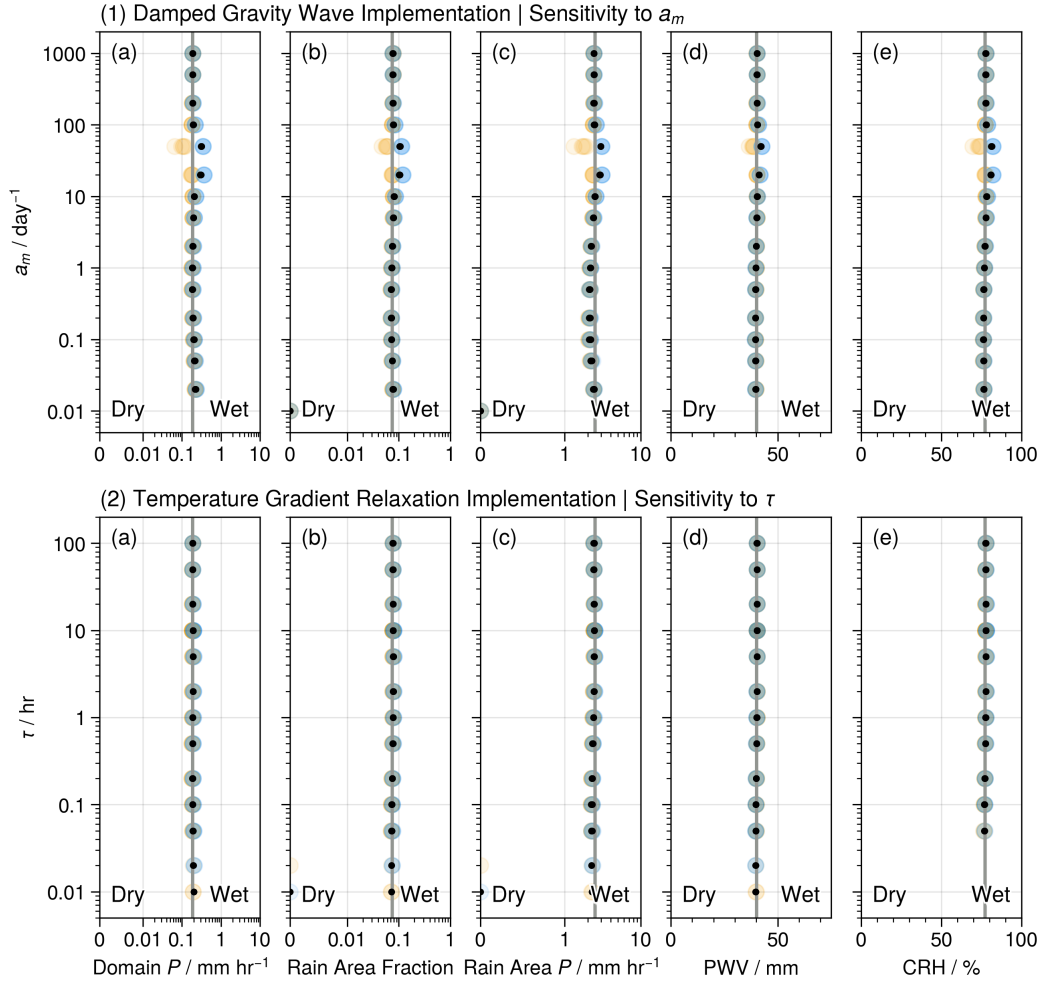 (1) Damped Gravity Wave Implementation | Sensitivity to aₘ
(a) (b) (c) (d) (e)
1000
100
10
1
0.1
0.01
aₘ / day⁻¹
Dry Wet Dry Wet Dry Wet Dry Wet Dry Wet
0 0.01 0.1 1 10 0 0.01 0.1 1 0 1 10 0 50 0 50 100
(2) Temperature Gradient Relaxation Implementation | Sensitivity to τ
(a) (b) (c) (d) (e)
100
10
1
0.1
0.01
τ / hr
Dry Wet Dry Wet Dry Wet Dry Wet Dry Wet
0 0.01 0.1 1 10 0 0.01 0.1 1 0 1 10 0 50 0 50 100
Domain P / mm hr⁻¹ Rain Area Fraction Rain Area P / mm hr⁻¹ PWV / mm CRH / %